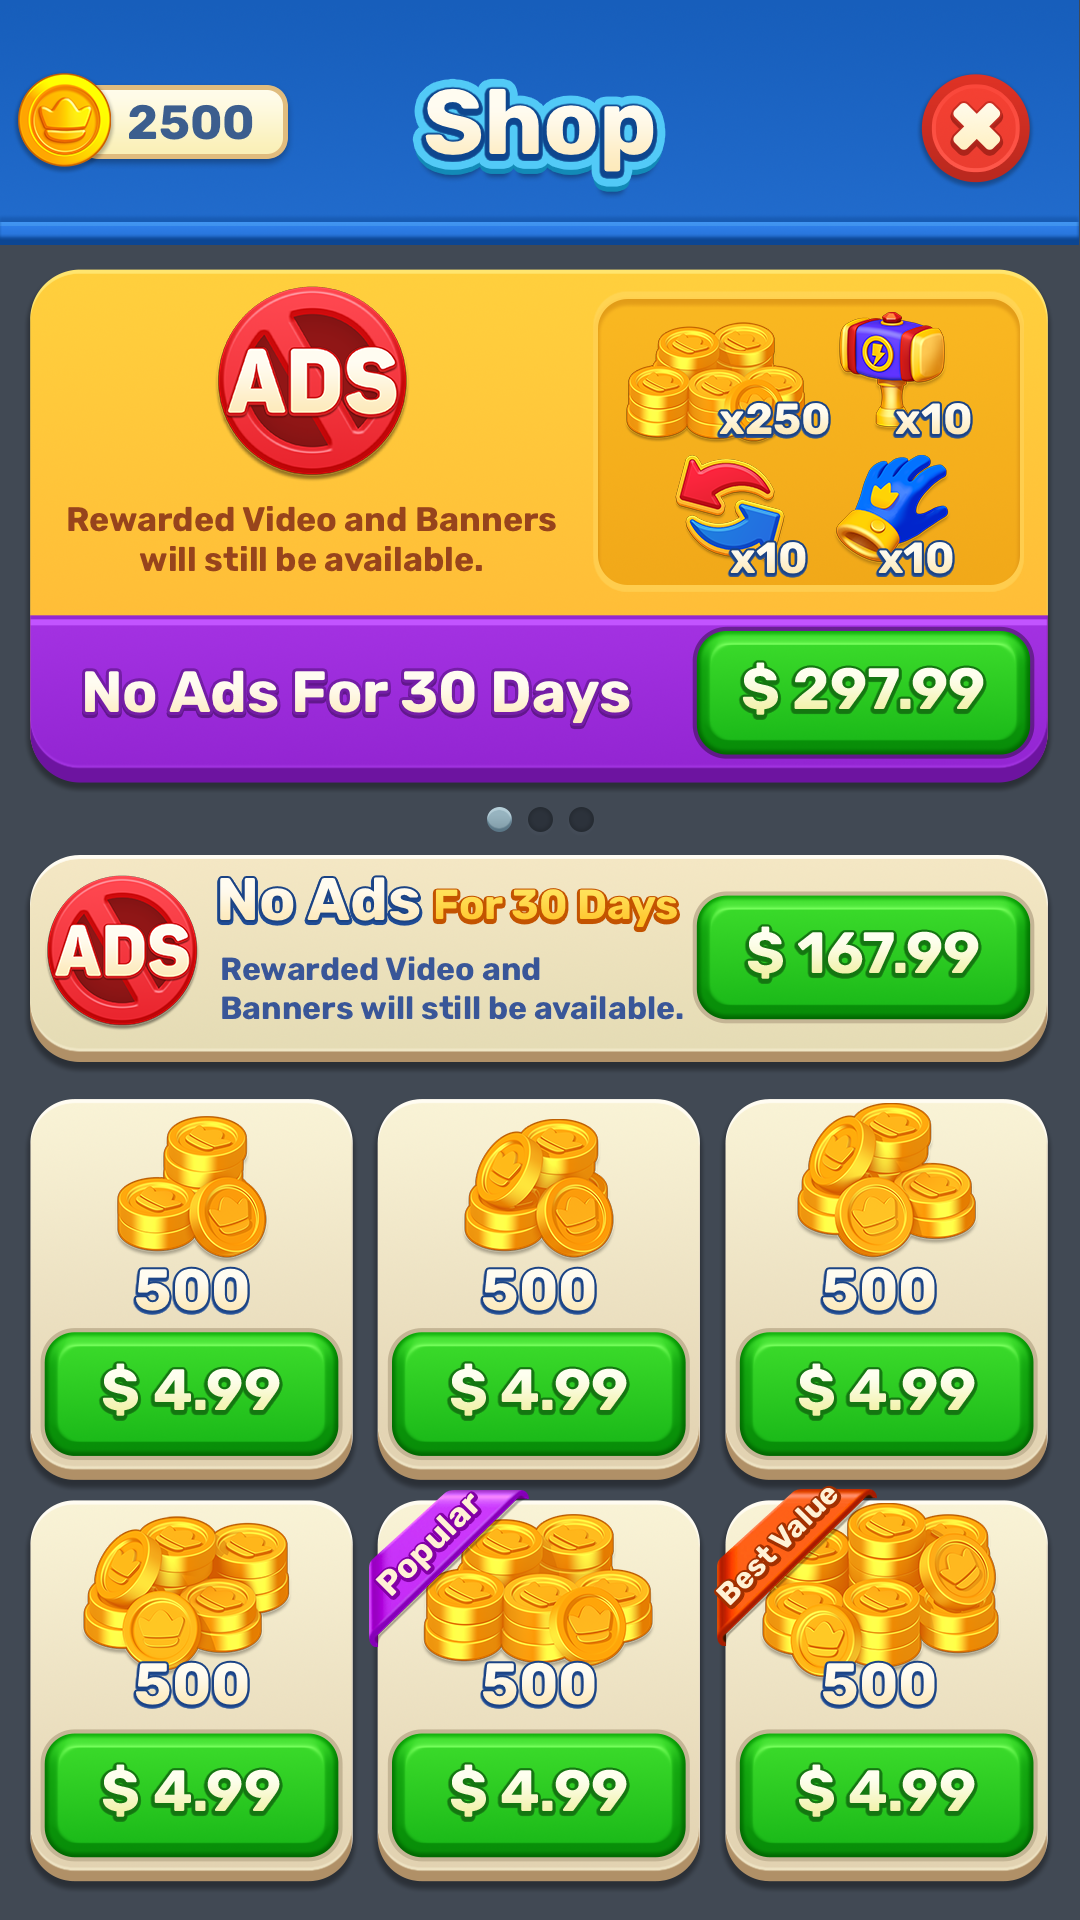 2500
Shop
ADS
x250
x10
Rewarded Video and Banners
will still be available.
x10
x10
No Ads For 30 Days
$ 297.99
ADS
No Ads For 30 Days
Rewarded Video and
Banners will still be available.
$ 167.99
500
500
500
$ 4.99
$ 4.99
$ 4.99
Popular
Best Value
500
500
500
$ 4.99
$ 4.99
$ 4.99